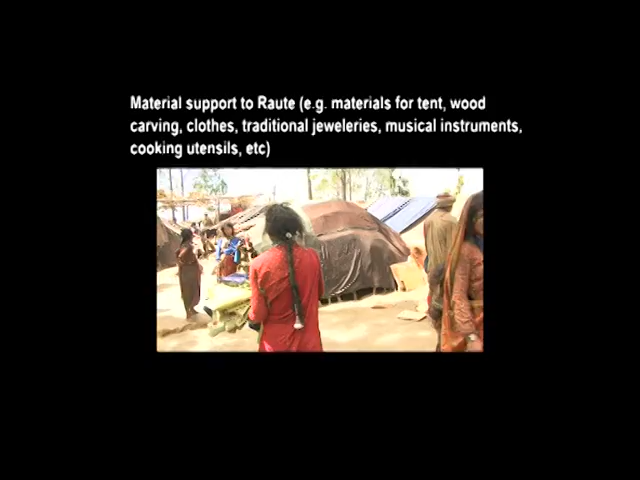 Material support to Raute (e.g. materials for tent, wood
carving, clothes, traditional jeweleries, musical instruments,
cooking utensils, etc)